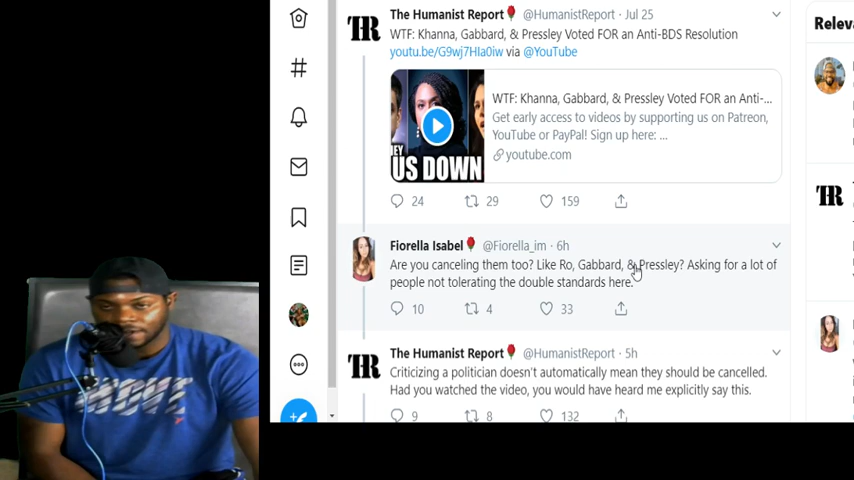 The Humanist Report🌹 @HumanistReport · Jul 25
WTF: Khanna, Gabbard, & Pressley Voted FOR an Anti-BDS Resolution
youtu.be/G9wj7HIa0iw via @YouTube
WTF: Khanna, Gabbard, & Pressley Voted FOR an Anti-...
Get early access to videos by supporting us on Patreon,
YouTube or PayPal! Sign up here: ...
youtube.com
US DOWN
24 29 159
Fiorella Isabel🌹 @Fiorella_im · 6h
Are you canceling them too? Like Ro, Gabbard, & Pressley? Asking for a lot of
people not tolerating the double standards here.
10 4 33
The Humanist Report🌹 @HumanistReport · 5h
Criticizing a politician doesn't automatically mean they should be cancelled.
Had you watched the video, you would have heard me explicitly say this.
9 8 132
Releva
MOVE